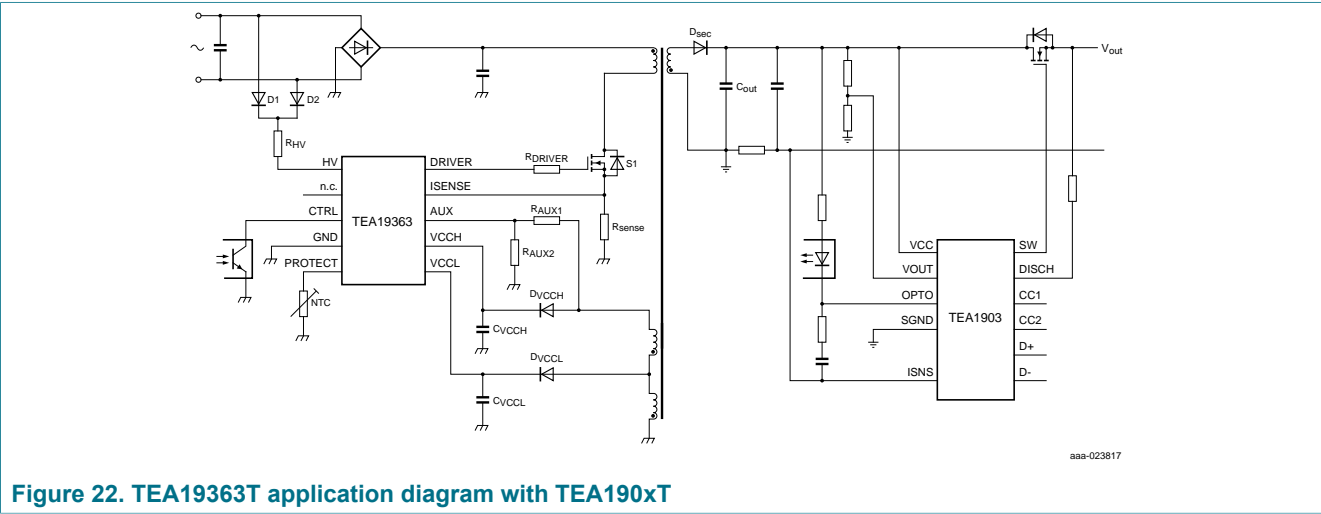 Dsec
Vout
Cout
D1
D2
RHV
HV
n.c.
CTRL
GND
PROTECT
TEA19363
DRIVER
ISENSE
AUX
VCCH
VCCL
RDRIVER
S1
RAUX1
RAUX2
Rsense
NTC
DVCCH
CVCCH
DVCCL
CVCCL
VCC
VOUT
OPTO
SGND
ISNS
TEA1903
SW
DISCH
CC1
CC2
D+
D-
aaa-023817
Figure 22. TEA19363T application diagram with TEA190xT